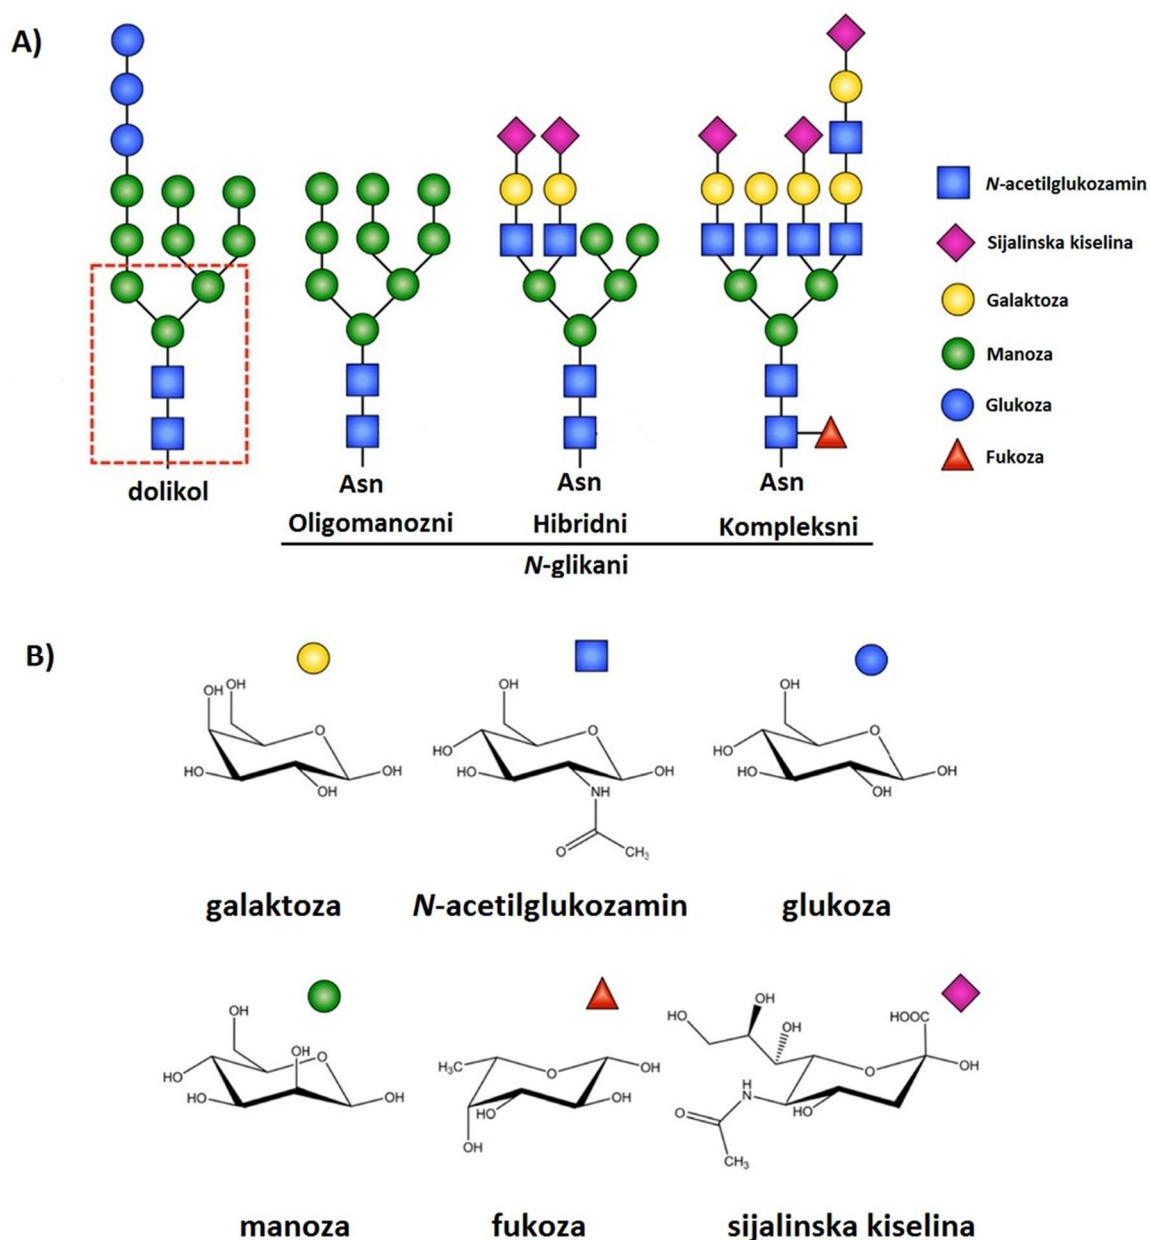 A)
N-acetilglukozamin
Sijalinska kiselina
Galaktoza
Manoza
Glukoza
Fukoza
dolikol
Asn
Asn
Asn
Oligomanozni
Hibridni
Kompleksni
N-glikani
B)
OH OH
O
HO
OH
OH
OH
O
HO
HO
OH
NH
O
CH3
OH
O
HO
HO
OH
OH
galaktoza
N-acetilglukozamin
glukoza
OH
OH
O
HO
HO
OH
H3C
O
OH
HO
OH
OH
HO
OH
OH
HOOC
O
OH
H
N
HO
O
CH3
manoza
fukoza
sijalinska kiselina